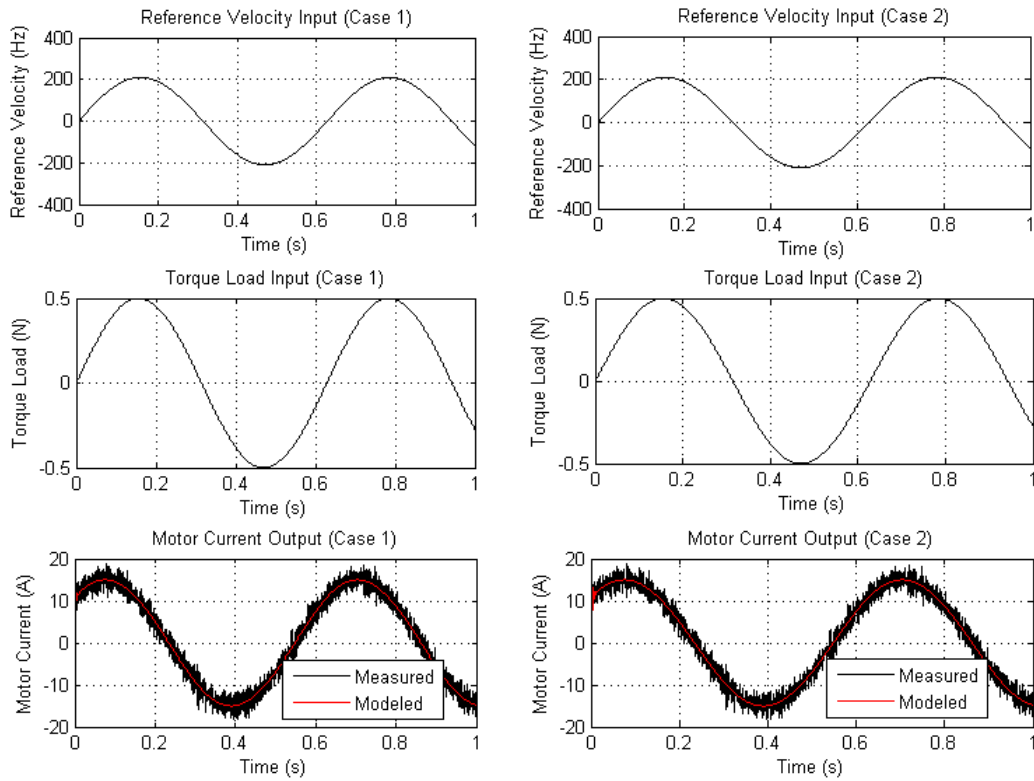 Reference Velocity Input (Case 1)
Reference Velocity (Hz)
400
200
0
-200
-400
0 0.2 0.4 0.6 0.8 1
Time (s)
Reference Velocity Input (Case 2)
Reference Velocity (Hz)
400
200
0
-200
-400
0 0.2 0.4 0.6 0.8 1
Time (s)
Torque Load Input (Case 1)
Torque Load (N)
0.5
0
-0.5
0 0.2 0.4 0.6 0.8 1
Time (s)
Torque Load Input (Case 2)
Torque Load (N)
0.5
0
-0.5
0 0.2 0.4 0.6 0.8 1
Time (s)
Motor Current Output (Case 1)
Motor Current (A)
20
10
0
-10
-20
Measured
Modeled
0 0.2 0.4 0.6 0.8 1
Time (s)
Motor Current Output (Case 2)
Motor Current (A)
20
10
0
-10
-20
Measured
Modeled
0 0.2 0.4 0.6 0.8 1
Time (s)